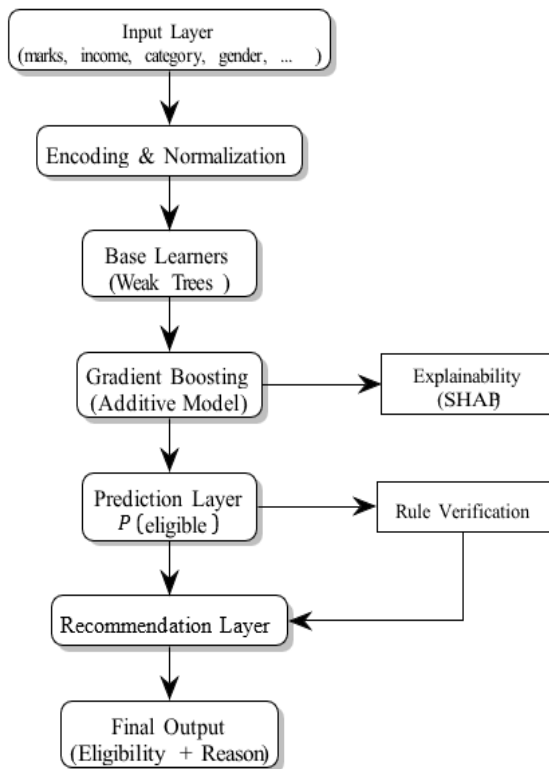 Input Layer
(marks, income, category, gender, ... )
Encoding & Normalization
Base Learners
(Weak Trees )
Gradient Boosting
(Additive Model)
Explainability
(SHAP)
Prediction Layer
P(eligible)
Rule Verification
Recommendation Layer
Final Output
(Eligibility + Reason)